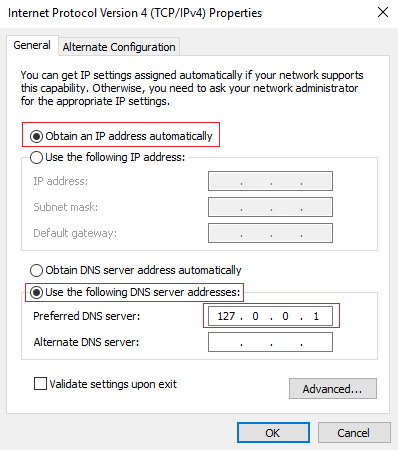 Internet Protocol Version 4 (TCP/IPv4) Properties
General
Alternate Configuration
You can get IP settings assigned automatically if your network supports
this capability. Otherwise, you need to ask your network administrator
for the appropriate IP settings.
Obtain an IP address automatically
Use the following IP address:
IP address:
. . .
Subnet mask:
. . .
Default gateway:
. . .
Obtain DNS server address automatically
Use the following DNS server addresses:
Preferred DNS server:
127 . 0 . 0 . 1
Alternate DNS server:
. . .
Validate settings upon exit
Advanced...
OK
Cancel